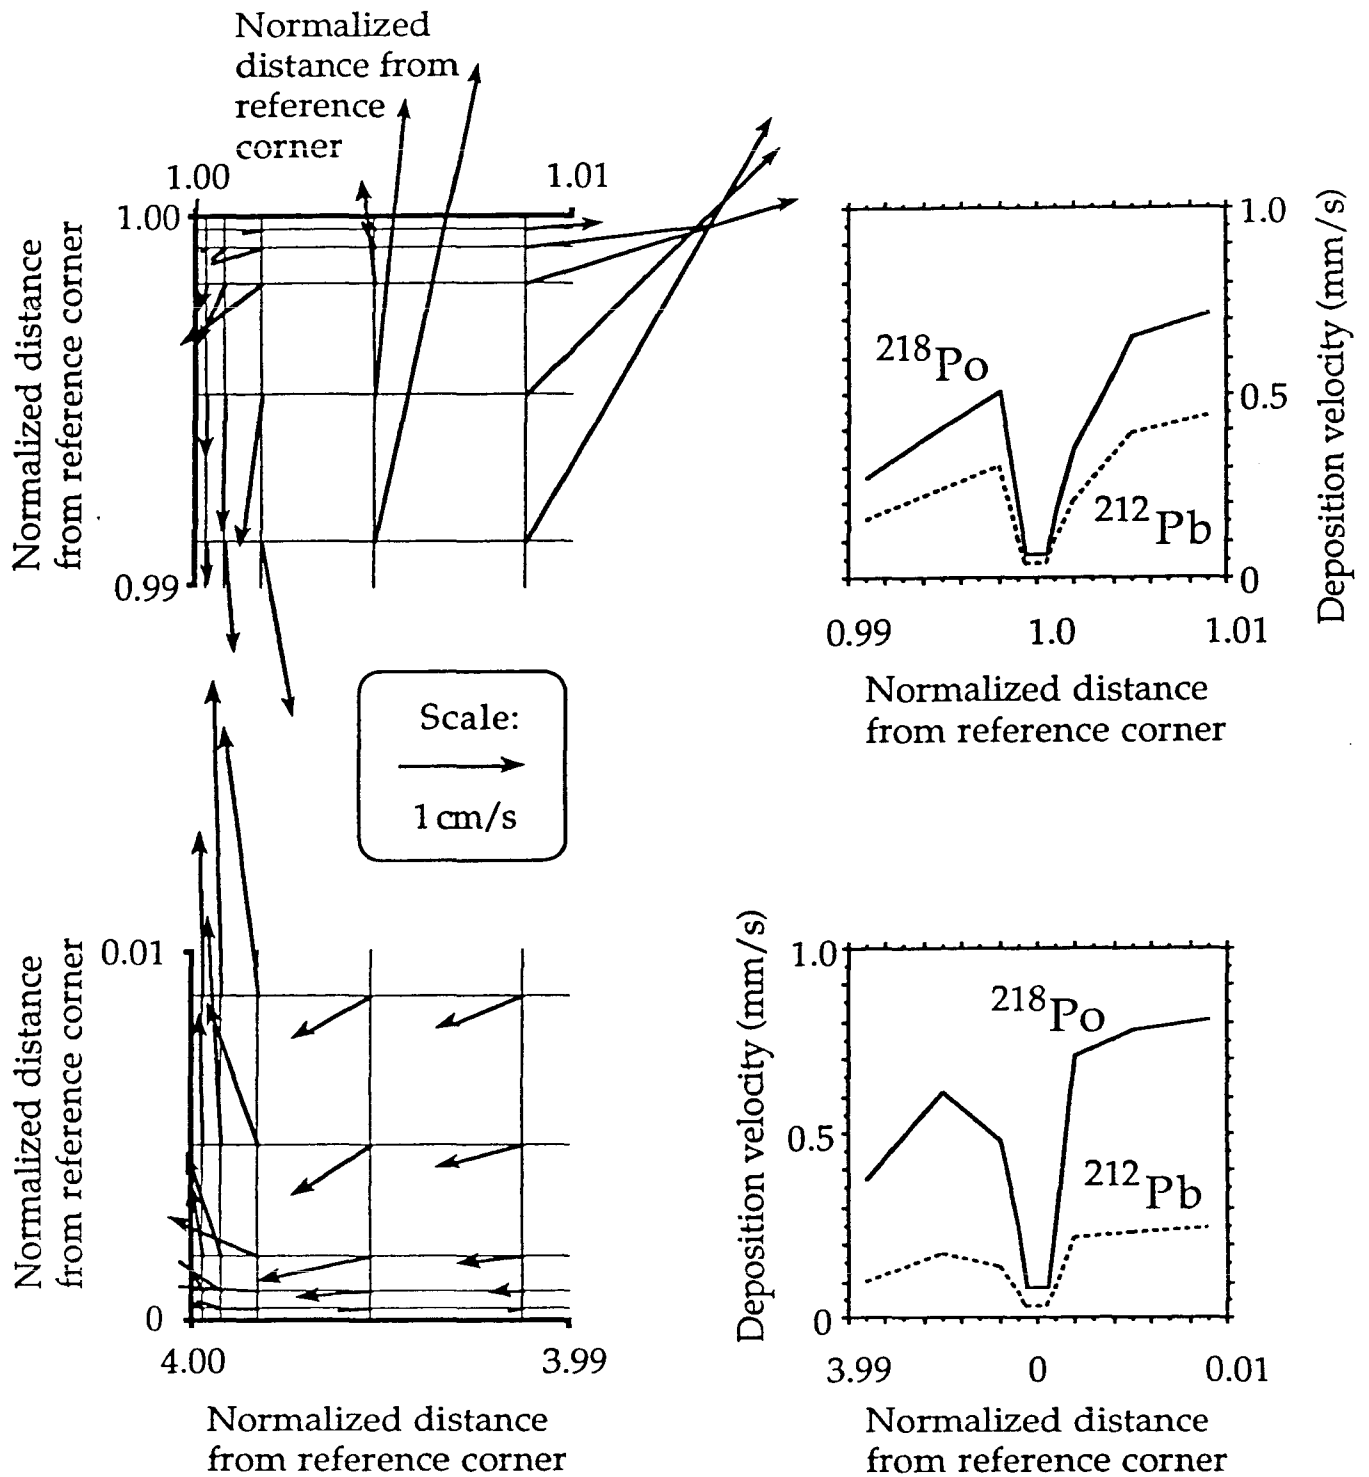 Normalized
distance from
reference
corner
1.00
1.01
1.00
0.99
Normalized distance
from reference corner
1.0
0.5
0
Deposition velocity (mm/s)
218Po
212Pb
0.99
1.0
1.01
Normalized distance
from reference corner
Scale:
1 cm/s
0.01
0
Normalized distance
from reference corner
4.00
3.99
Normalized distance
from reference corner
1.0
0.5
0
Deposition velocity (mm/s)
218Po
212Pb
3.99
0
0.01
Normalized distance
from reference corner